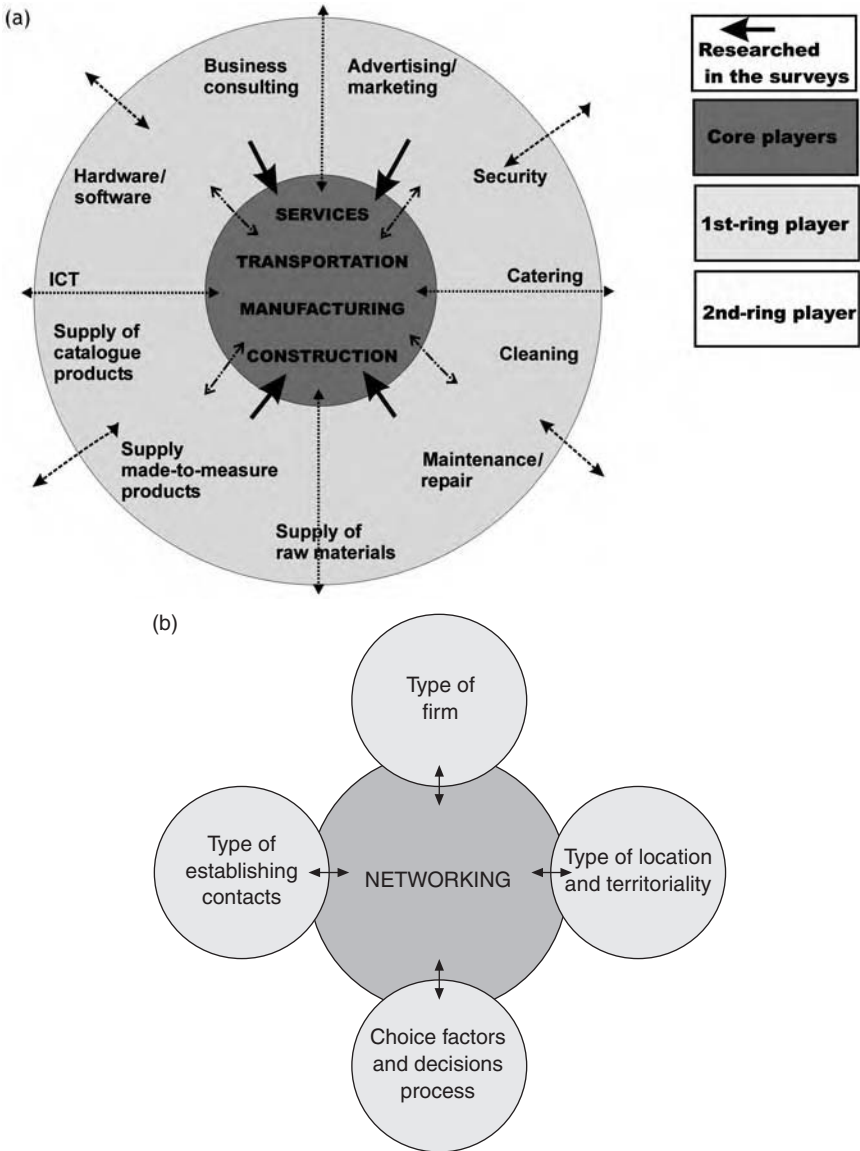 (a)
Business
consulting
Advertising/
marketing
Hardware/
software
Security
SERVICES
TRANSPORTATION
MANUFACTURING
CONSTRUCTION
ICT
Catering
Supply of
catalogue
products
Cleaning
Supply
made-to-measure
products
Maintenance/
repair
Supply of
raw materials
Researched
in the surveys
Core players
1st-ring player
2nd-ring player
(b)
Type of
firm
Type of
establishing
contacts
NETWORKING
Type of location
and territoriality
Choice factors
and decisions
process